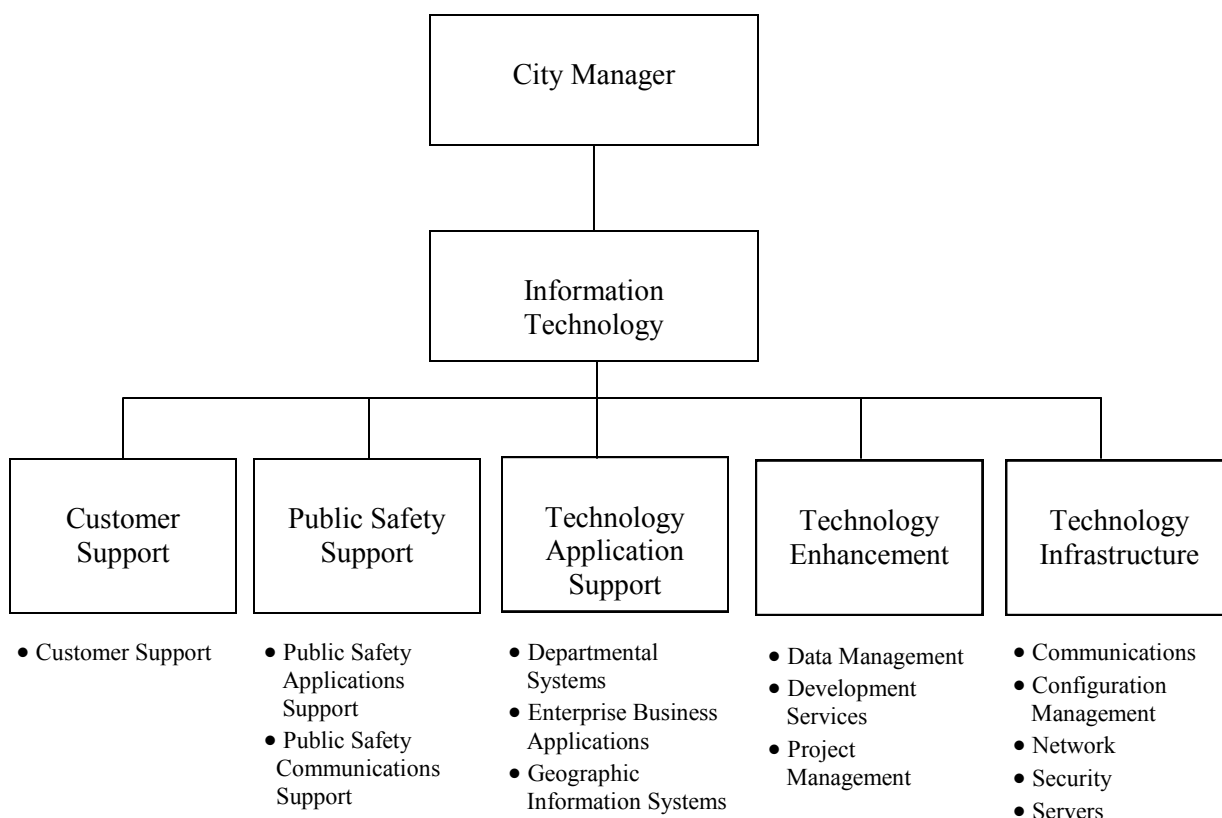 City Manager
Information
Technology
Customer
Support
Public Safety
Support
Technology
Application
Support
Technology
Enhancement
Technology
Infrastructure
• Customer Support
• Public Safety
Applications
Support
• Public Safety
Communications
Support
• Departmental
Systems
• Enterprise Business
Applications
• Geographic
Information Systems
• Data Management
• Development
Services
• Project
Management
• Communications
• Configuration
Management
• Network
• Security
• Servers